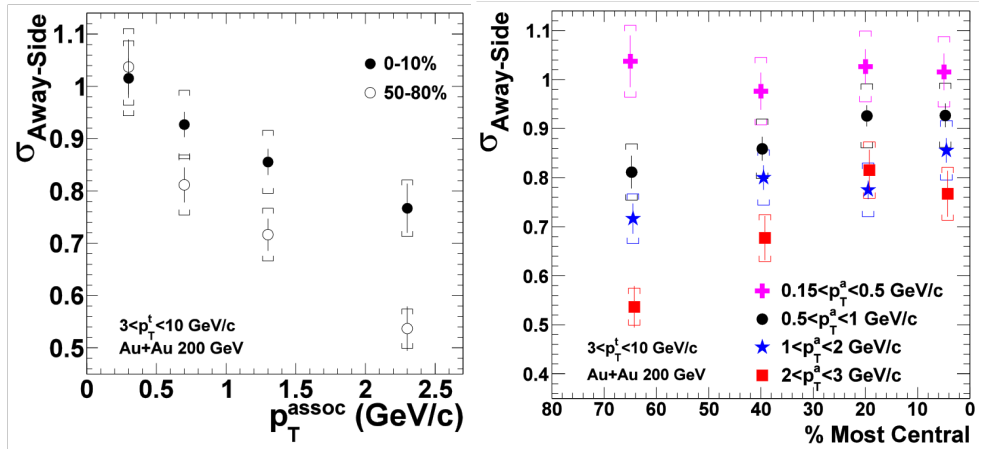 σ Away-Side
1.1
1
0.9
0.8
0.7
0.6
0.5
0-10%
50-80%
3<p_T^t<10 GeV/c
Au+Au 200 GeV
0 0.5 1 1.5 2 2.5
p_T^assoc (GeV/c)
σ Away-Side
1.1
1
0.9
0.8
0.7
0.6
0.5
0.4
0.15<p_T^a<0.5 GeV/c
0.5<p_T^a<1 GeV/c
1<p_T^a<2 GeV/c
2<p_T^a<3 GeV/c
3<p_T^t<10 GeV/c
Au+Au 200 GeV
80 70 60 50 40 30 20 10 0
% Most Central